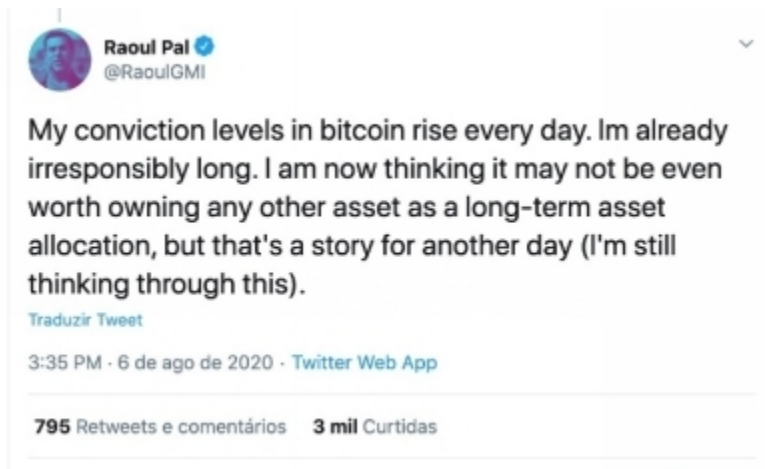 Raoul Pal
@RaoulGMI
My conviction levels in bitcoin rise every day. Im already
irresponsibly long. I am now thinking it may not be even
worth owning any other asset as a long-term asset
allocation, but that's a story for another day (I'm still
thinking through this).
Traduzir Tweet
3:35 PM · 6 de ago de 2020 · Twitter Web App
795 Retweets e comentários 3 mil Curtidas